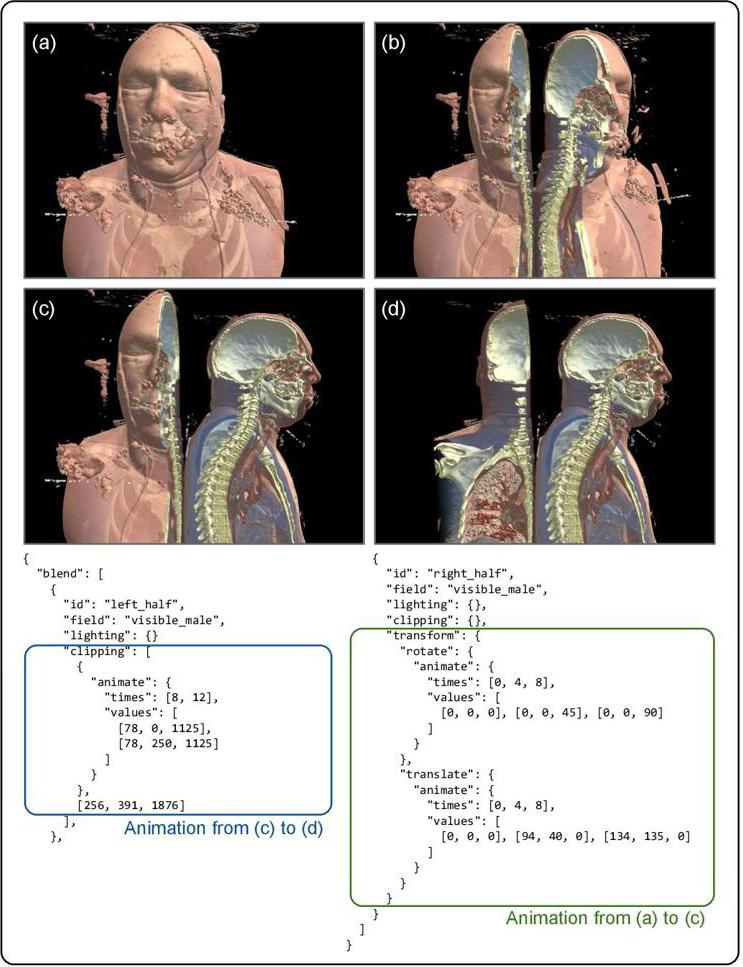 (a)
(b)
(c)
(d)
{
"blend": [
{
"id": "left_half",
"field": "visible_male",
"lighting": {}
"clipping": [
{
"animate": {
"times": [8, 12],
"values": [
[78, 0, 1125],
[78, 250, 1125]
]
}
},
[256, 391, 1876]
],
},
Animation from (c) to (d)
{
"id": "right_half",
"field": "visible_male",
"lighting": {},
"clipping": {},
"transform": {
"rotate": {
"animate": {
"times": [0, 4, 8],
"values": [
[0, 0, 0], [0, 0, 45], [0, 0, 90]
]
}
},
"translate": {
"animate": {
"times": [0, 4, 8],
"values": [
[0, 0, 0], [94, 40, 0], [134, 135, 0]
]
}
}
}
}
]
}
Animation from (a) to (c)